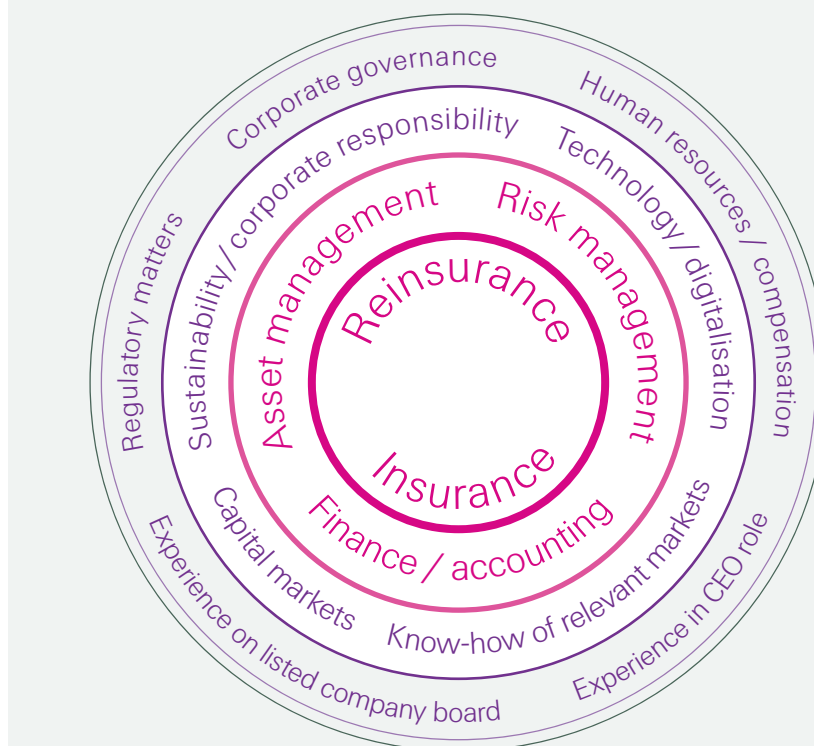 Corporate governance
Human resources / compensation
Regulatory matters
Experience on listed company board
Experience in CEO role
Sustainability / corporate responsibility
Technology / digitalisation
Capital markets
Know-how of relevant markets
Asset management
Risk management
Finance / accounting
Reinsurance
Insurance